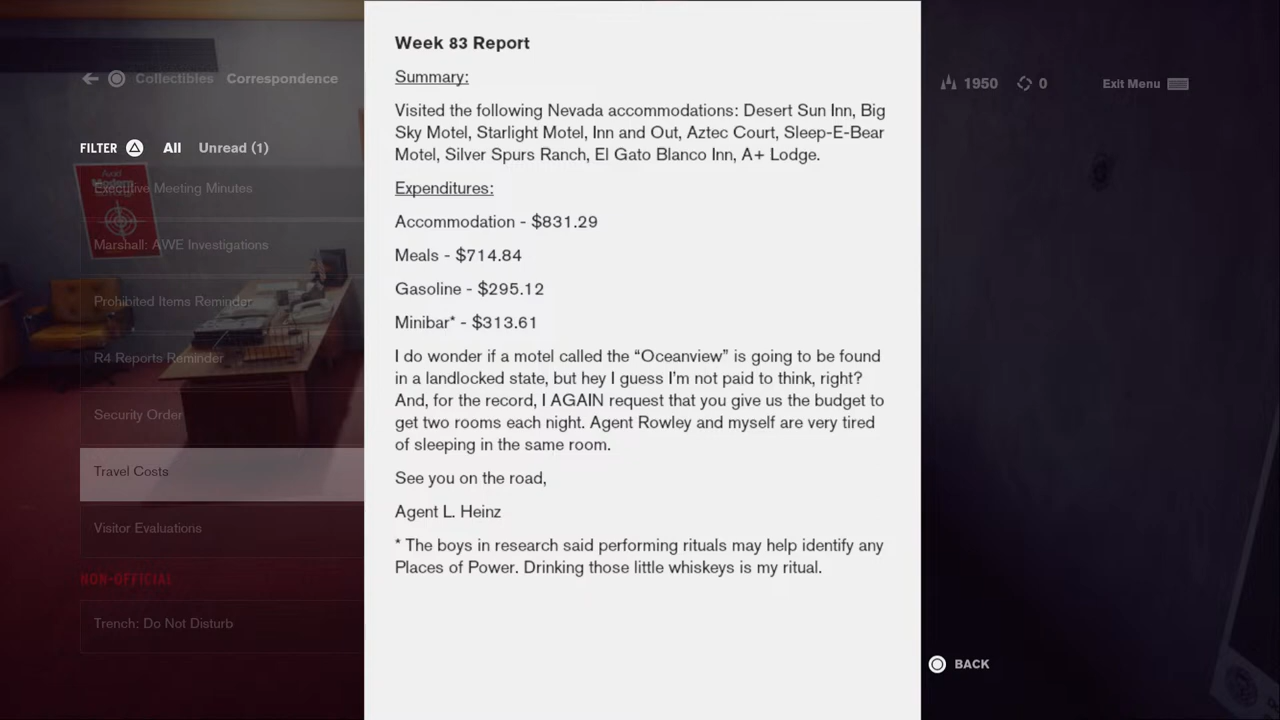 Week 83 Report
Summary:
Visited the following Nevada accommodations: Desert Sun Inn, Big
Sky Motel, Starlight Motel, Inn and Out, Aztec Court, Sleep-E-Bear
Motel, Silver Spurs Ranch, El Gato Blanco Inn, A+ Lodge.
Expenditures:
Accommodation - $831.29
Meals - $714.84
Gasoline - $295.12
Minibar* - $313.61
I do wonder if a motel called the “Oceanview” is going to be found
in a landlocked state, but hey I guess I’m not paid to think, right?
And, for the record, I AGAIN request that you give us the budget to
get two rooms each night. Agent Rowley and myself are very tired
of sleeping in the same room.
See you on the road,
Agent L. Heinz
* The boys in research said performing rituals may help identify any
Places of Power. Drinking those little whiskeys is my ritual.
Collectibles Correspondence
FILTER All Unread (1)
Executive Meeting Minutes
Marshall: AWE Investigations
Prohibited Items Reminder
R4 Reports Reminder
Security Order
Travel Costs
Visitor Evaluations
NON-OFFICIAL
Trench: Do Not Disturb
1950 0 Exit Menu
BACK